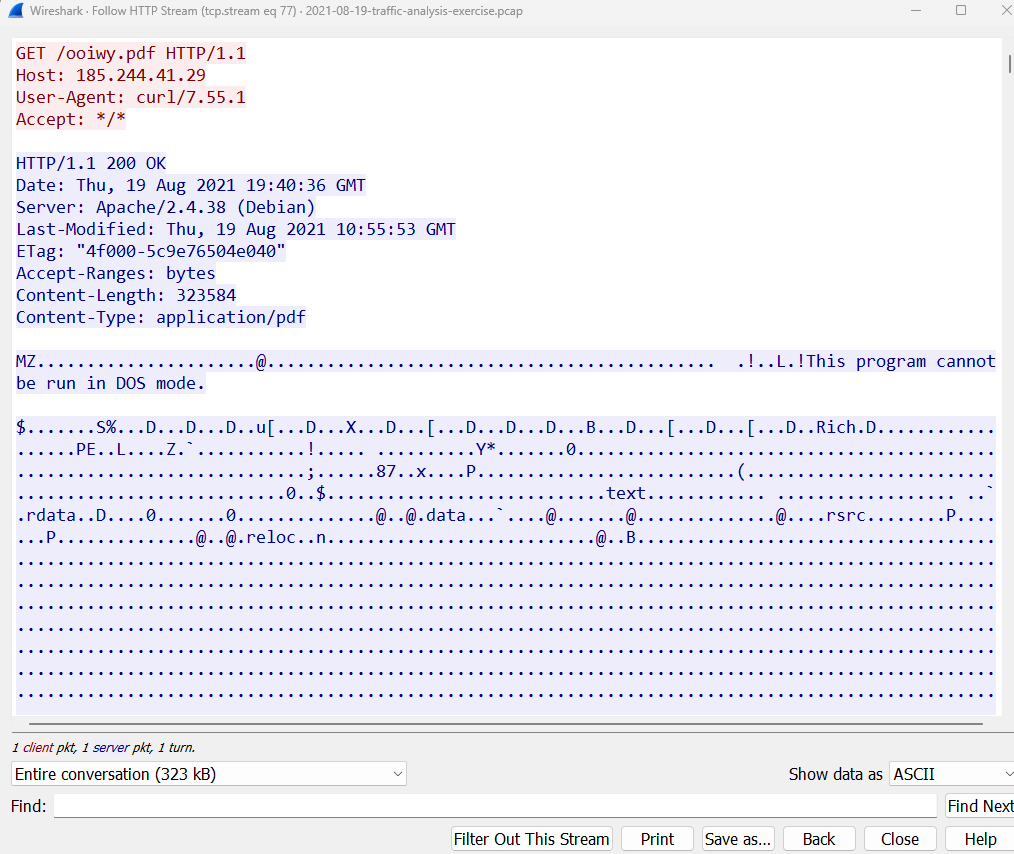 Wireshark · Follow HTTP Stream (tcp.stream eq 77) · 2021-08-19-traffic-analysis-exercise.pcap
GET /ooiwy.pdf HTTP/1.1
Host: 185.244.41.29
User-Agent: curl/7.55.1
Accept: */*
HTTP/1.1 200 OK
Date: Thu, 19 Aug 2021 19:40:36 GMT
Server: Apache/2.4.38 (Debian)
Last-Modified: Thu, 19 Aug 2021 10:55:53 GMT
ETag: "4f000-5c9e76504e040"
Accept-Ranges: bytes
Content-Length: 323584
Content-Type: application/pdf
MZ......................@............................................. .!..L.!This program cannot
be run in DOS mode.
$.......S%...D...D...D..u[...D...X...D...[...D...D...D...B...D...[...D...[...D..Rich.D............
......PE..L....Z.`...........!..... ..........Y*.......0..........................................
.............................;......87..x....P..........................(.........................
...........................0..$............................text............ .................. ..`
.rdata..D....0.......0..............@..@.data...`....@.......@..............@....rsrc........P....
...P..............@..@.reloc..n...........................@..B....................................
..................................................................................................
..................................................................................................
..................................................................................................
..................................................................................................
..................................................................................................
..................................................................................................
..................................................................................................
1 client pkt, 1 server pkt, 1 turn.
Entire conversation (323 kB)
Show data as ASCII
Find:
Find Next
Filter Out This Stream Print Save as... Back Close Help